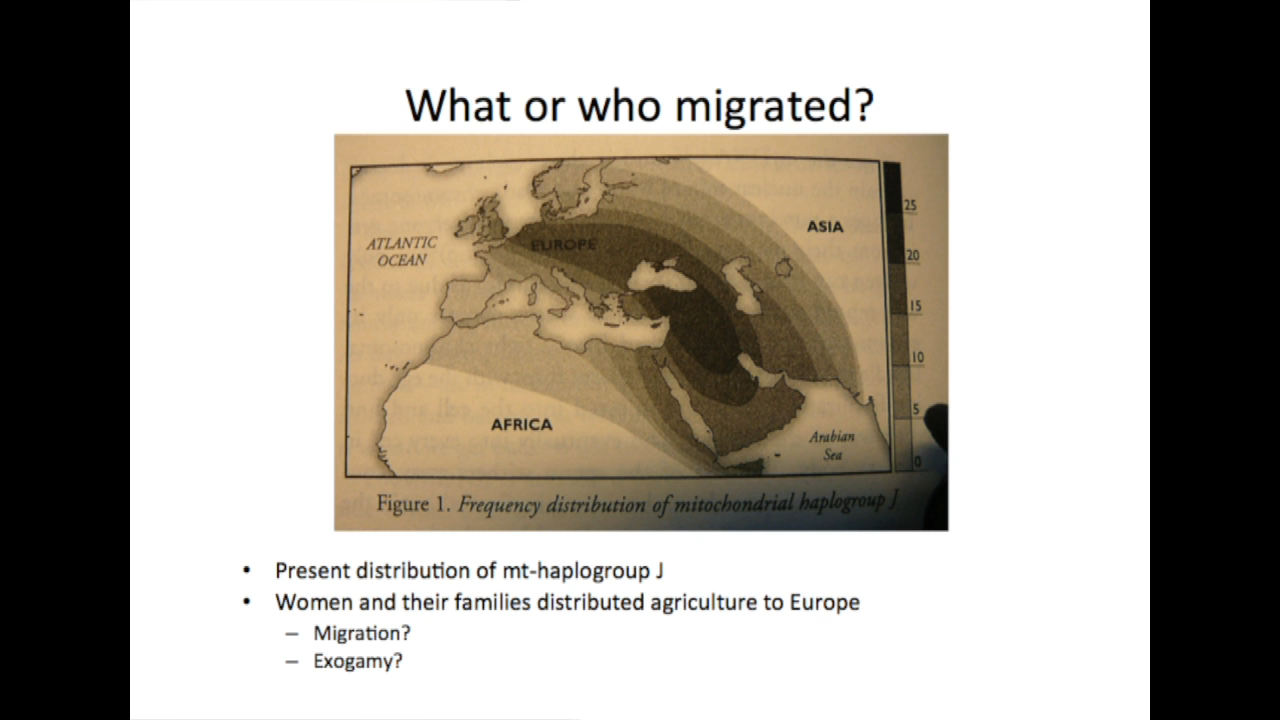 What or who migrated?
ATLANTIC
OCEAN
EUROPE
ASIA
AFRICA
Arabian
Sea
25
20
15
10
5
0
Figure 1. Frequency distribution of mitochondrial haplogroup J
• Present distribution of mt-haplogroup J
• Women and their families distributed agriculture to Europe
– Migration?
– Exogamy?